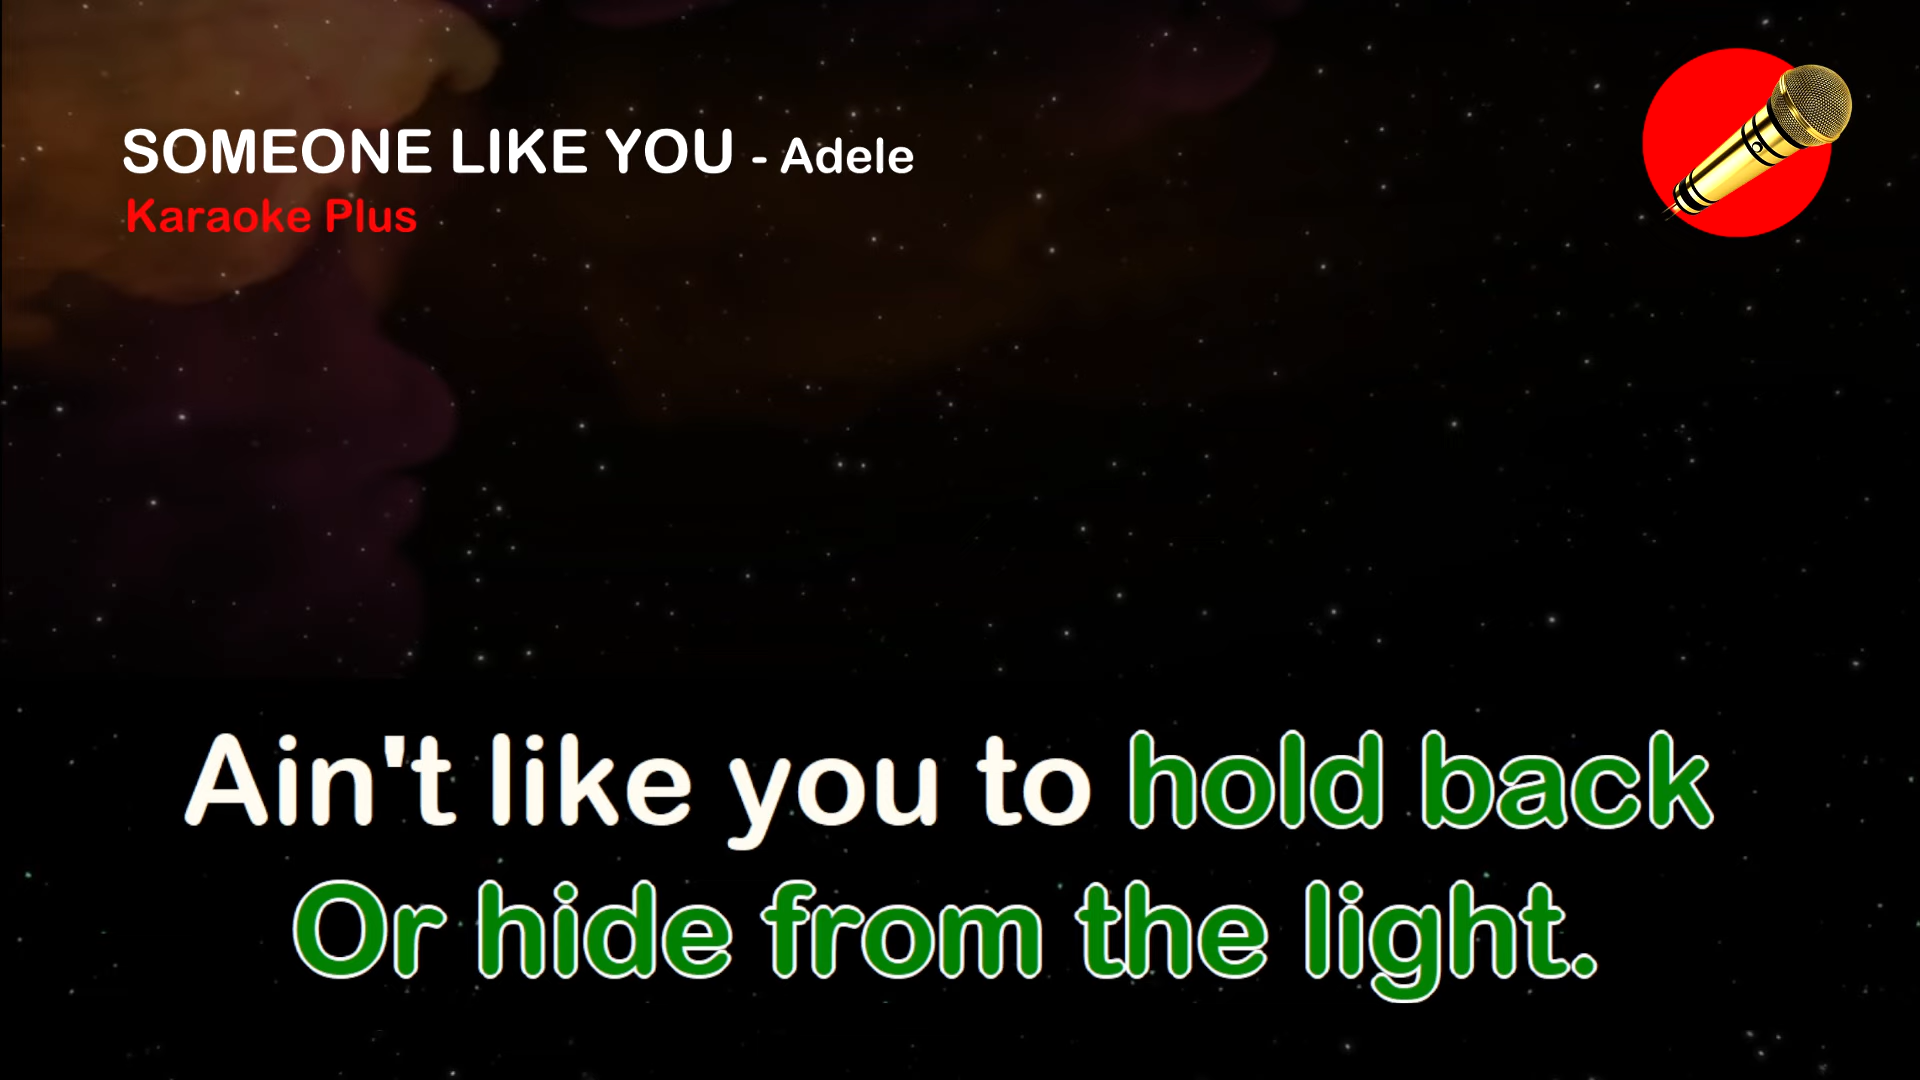 SOMEONE LIKE YOU - Adele
Karaoke Plus
Ain't like you to hold back
Or hide from the light.